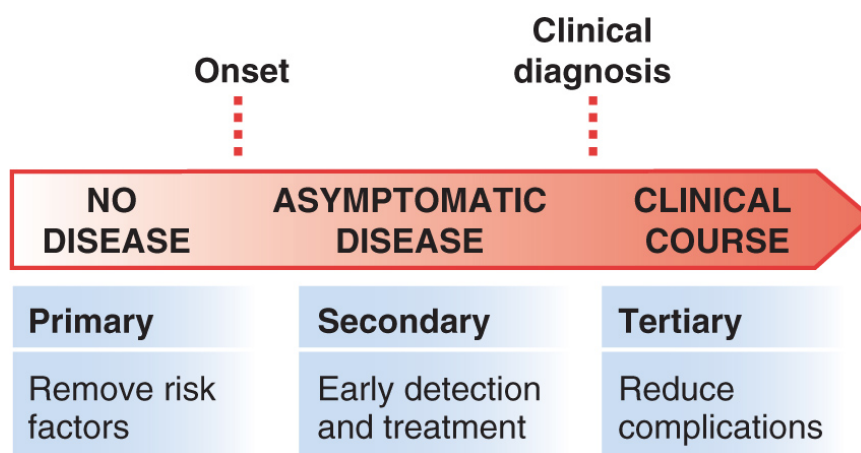 Onset
Clinical
diagnosis
NO
DISEASE
ASYMPTOMATIC
DISEASE
CLINICAL
COURSE
Primary
Secondary
Tertiary
Remove risk
factors
Early detection
and treatment
Reduce
complications